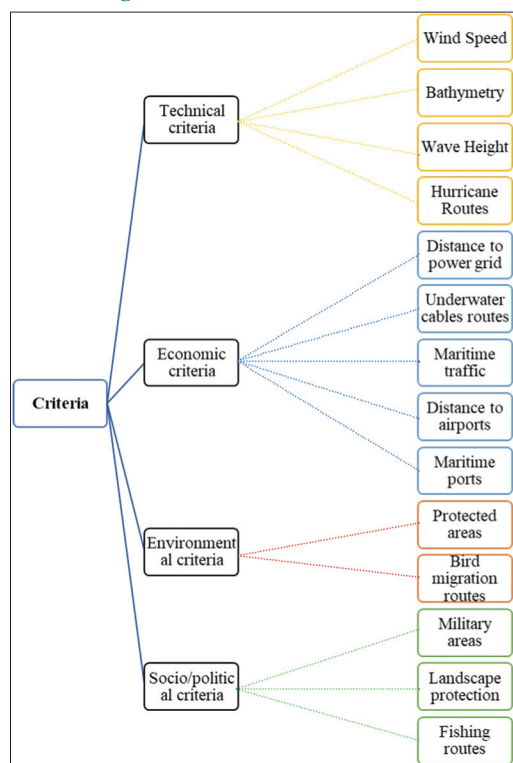 Wind Speed
Technical
criteria
Bathymetry
Wave Height
Hurricane
Routes
Distance to
power grid
Underwater
cables routes
Economic
criteria
Maritime
traffic
Distance to
airports
Maritime
ports
Criteria
Environment
al criteria
Protected
areas
Bird
migration
routes
Socio/politic
al criteria
Military
areas
Landscape
protection
Fishing
routes